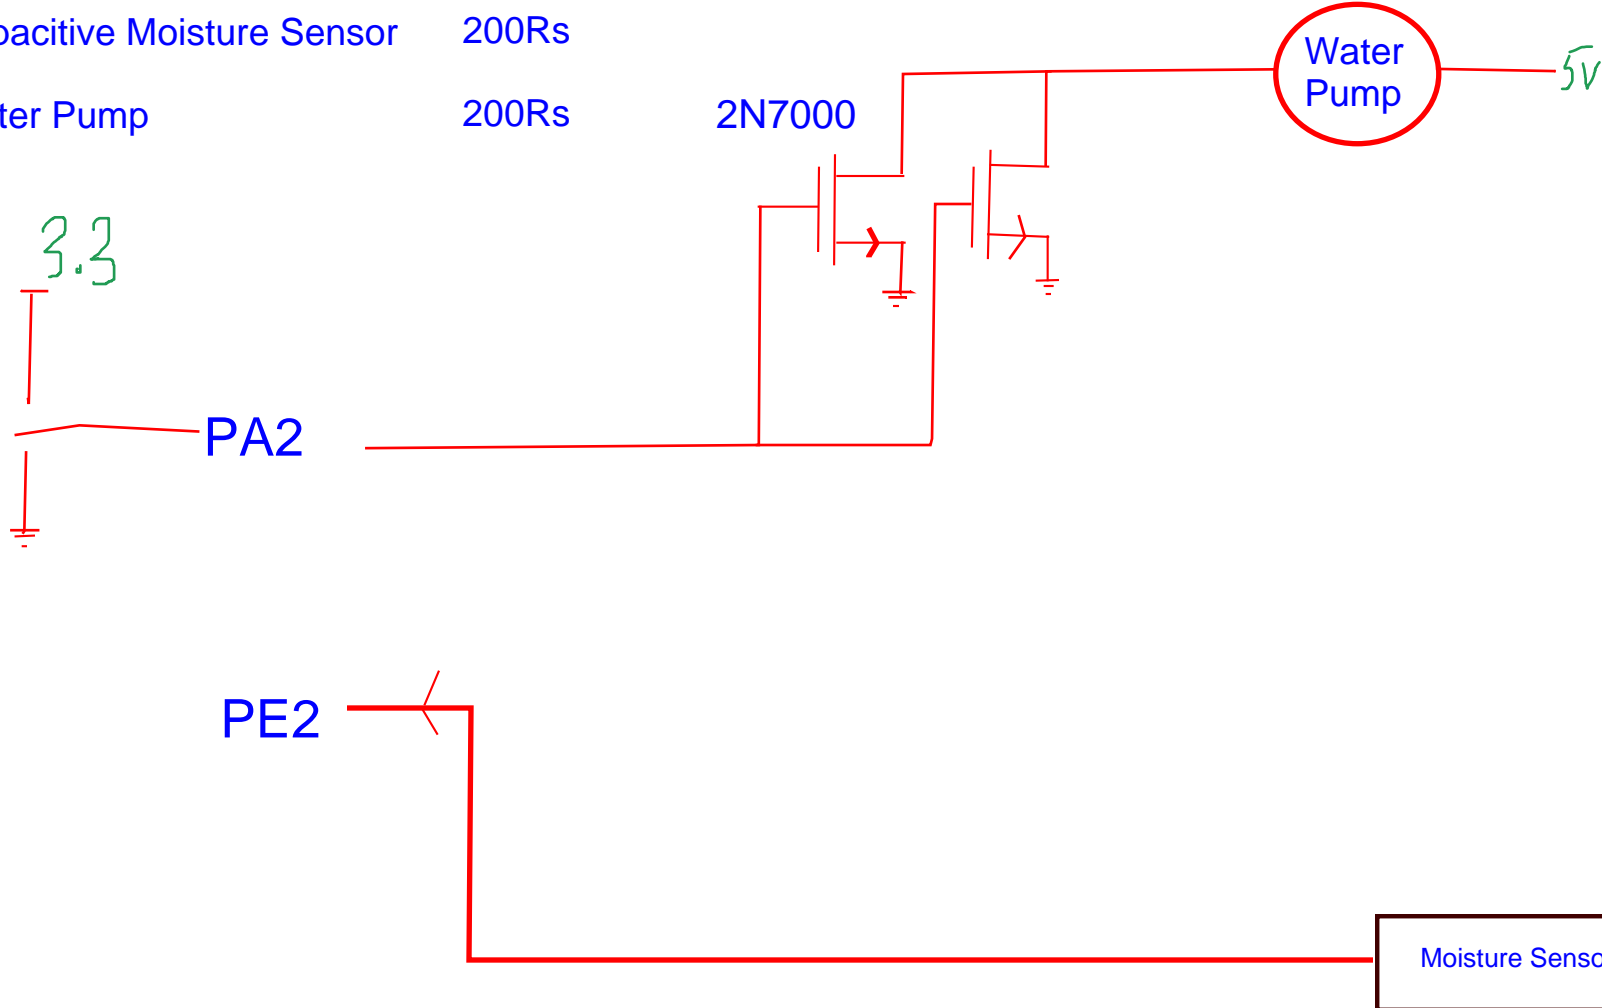 pacitive Moisture Sensor 200Rs
ter Pump 200Rs 2N7000
Water
Pump
5V
3.3
PA2
PE2
Moisture Senso